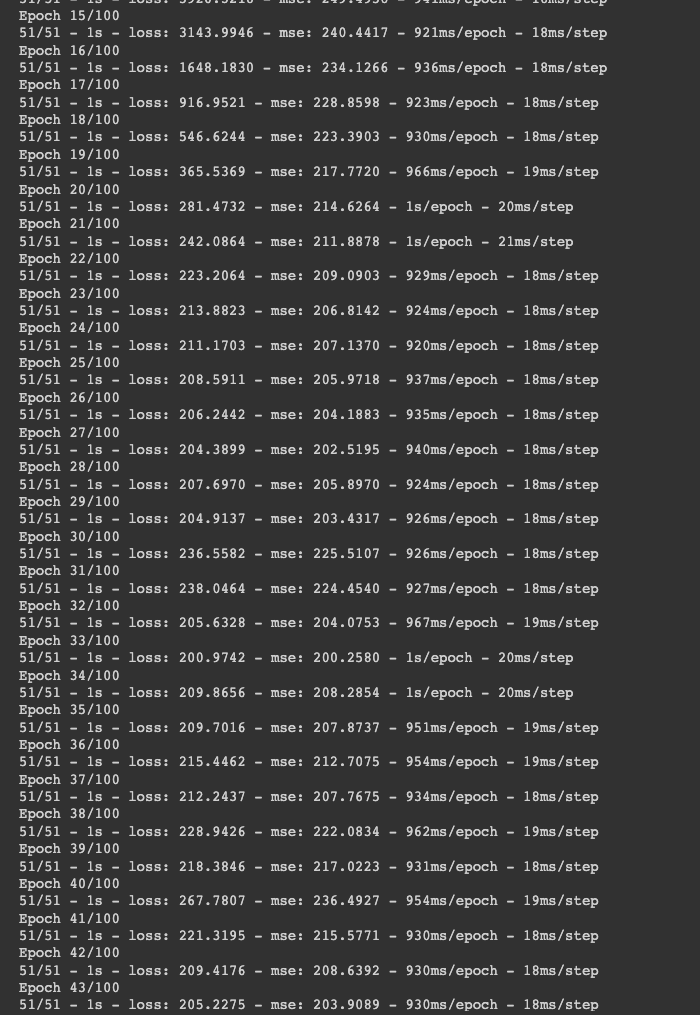 Epoch 15/100
51/51 - 1s - loss: 3143.9946 - mse: 240.4417 - 921ms/epoch - 18ms/step
Epoch 16/100
51/51 - 1s - loss: 1648.1830 - mse: 234.1266 - 936ms/epoch - 18ms/step
Epoch 17/100
51/51 - 1s - loss: 916.9521 - mse: 228.8598 - 923ms/epoch - 18ms/step
Epoch 18/100
51/51 - 1s - loss: 546.6244 - mse: 223.3903 - 930ms/epoch - 18ms/step
Epoch 19/100
51/51 - 1s - loss: 365.5369 - mse: 217.7720 - 966ms/epoch - 19ms/step
Epoch 20/100
51/51 - 1s - loss: 281.4732 - mse: 214.6264 - 1s/epoch - 20ms/step
Epoch 21/100
51/51 - 1s - loss: 242.0864 - mse: 211.8878 - 1s/epoch - 21ms/step
Epoch 22/100
51/51 - 1s - loss: 223.2064 - mse: 209.0903 - 929ms/epoch - 18ms/step
Epoch 23/100
51/51 - 1s - loss: 213.8823 - mse: 206.8142 - 924ms/epoch - 18ms/step
Epoch 24/100
51/51 - 1s - loss: 211.1703 - mse: 207.1370 - 920ms/epoch - 18ms/step
Epoch 25/100
51/51 - 1s - loss: 208.5911 - mse: 205.9718 - 937ms/epoch - 18ms/step
Epoch 26/100
51/51 - 1s - loss: 206.2442 - mse: 204.1883 - 935ms/epoch - 18ms/step
Epoch 27/100
51/51 - 1s - loss: 204.3899 - mse: 202.5195 - 940ms/epoch - 18ms/step
Epoch 28/100
51/51 - 1s - loss: 207.6970 - mse: 205.8970 - 924ms/epoch - 18ms/step
Epoch 29/100
51/51 - 1s - loss: 204.9137 - mse: 203.4317 - 926ms/epoch - 18ms/step
Epoch 30/100
51/51 - 1s - loss: 236.5582 - mse: 225.5107 - 926ms/epoch - 18ms/step
Epoch 31/100
51/51 - 1s - loss: 238.0464 - mse: 224.4540 - 927ms/epoch - 18ms/step
Epoch 32/100
51/51 - 1s - loss: 205.6328 - mse: 204.0753 - 967ms/epoch - 19ms/step
Epoch 33/100
51/51 - 1s - loss: 200.9742 - mse: 200.2580 - 1s/epoch - 20ms/step
Epoch 34/100
51/51 - 1s - loss: 209.8656 - mse: 208.2854 - 1s/epoch - 20ms/step
Epoch 35/100
51/51 - 1s - loss: 209.7016 - mse: 207.8737 - 951ms/epoch - 19ms/step
Epoch 36/100
51/51 - 1s - loss: 215.4462 - mse: 212.7075 - 954ms/epoch - 19ms/step
Epoch 37/100
51/51 - 1s - loss: 212.2437 - mse: 207.7675 - 934ms/epoch - 18ms/step
Epoch 38/100
51/51 - 1s - loss: 228.9426 - mse: 222.0834 - 962ms/epoch - 19ms/step
Epoch 39/100
51/51 - 1s - loss: 218.3846 - mse: 217.0223 - 931ms/epoch - 18ms/step
Epoch 40/100
51/51 - 1s - loss: 267.7807 - mse: 236.4927 - 954ms/epoch - 19ms/step
Epoch 41/100
51/51 - 1s - loss: 221.3195 - mse: 215.5771 - 930ms/epoch - 18ms/step
Epoch 42/100
51/51 - 1s - loss: 209.4176 - mse: 208.6392 - 930ms/epoch - 18ms/step
Epoch 43/100
51/51 - 1s - loss: 205.2275 - mse: 203.9089 - 930ms/epoch - 18ms/step